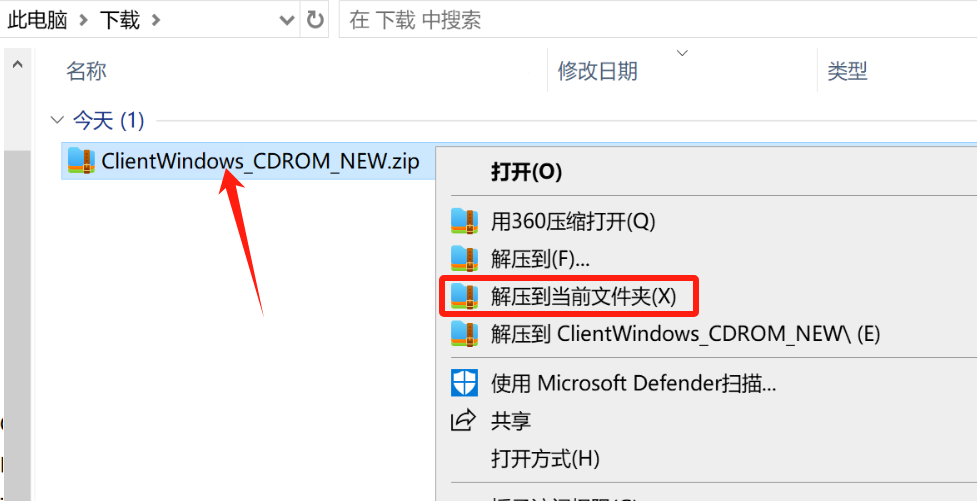 此电脑 > 下载 >
在 下载 中搜索
名称 修改日期 类型
今天 (1)
ClientWindows_CDROM_NEW.zip
打开(O)
用360压缩打开(Q)
解压到(F)...
解压到当前文件夹(X)
解压到 ClientWindows_CDROM_NEW\ (E)
使用 Microsoft Defender扫描...
共享
打开方式(H)